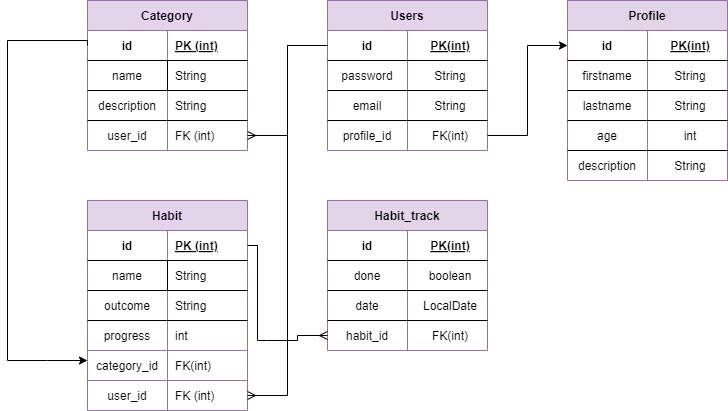 Category
id PK (int)
name String
description String
user_id FK (int)
Users
id PK(int)
password String
email String
profile_id FK(int)
Profile
id PK(int)
firstname String
lastname String
age int
description String
Habit
id PK (int)
name String
outcome String
progress int
category_id FK(int)
user_id FK (int)
Habit_track
id PK(int)
done boolean
date LocalDate
habit_id FK(int)